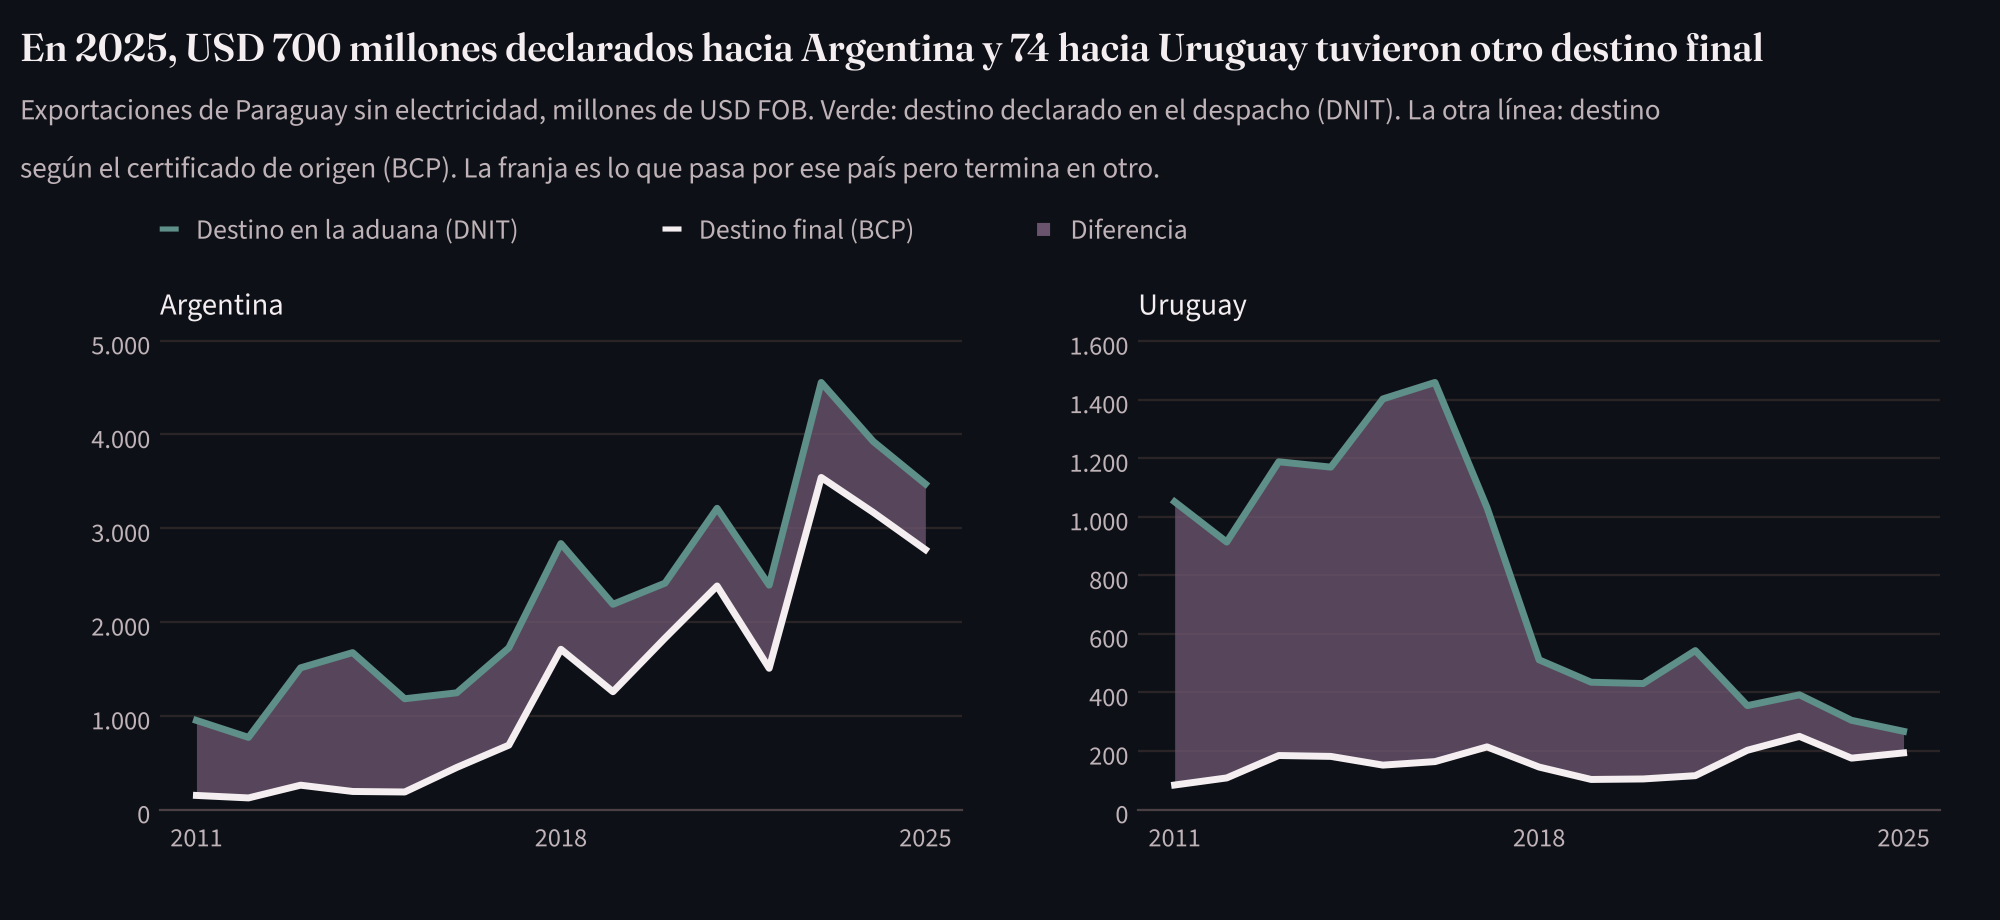 En 2025, USD 700 millones declarados hacia Argentina y 74 hacia Uruguay tuvieron otro destino final
Exportaciones de Paraguay sin electricidad, millones de USD FOB. Verde: destino declarado en el despacho (DNIT). La otra línea: destino
según el certificado de origen (BCP). La franja es lo que pasa por ese país pero termina en otro.
Destino en la aduana (DNIT)
Destino final (BCP)
Diferencia
Argentina
5.000
4.000
3.000
2.000
1.000
0
2011
2018
2025
Uruguay
1.600
1.400
1.200
1.000
800
600
400
200
0
2011
2018
2025